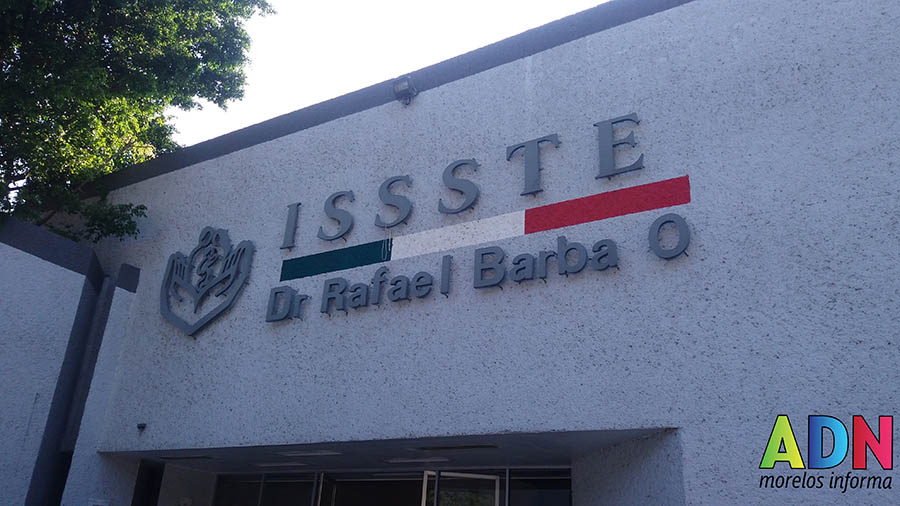 ISSSTE
Dr Rafael Barba O
ADN
morelos informa